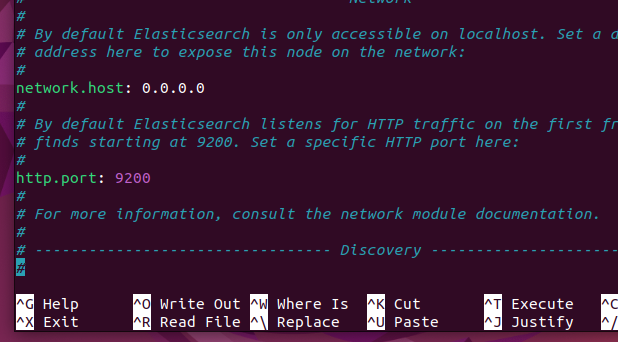 # Network
#
# By default Elasticsearch is only accessible on localhost. Set a
# address here to expose this node on the network:
#
network.host: 0.0.0.0
#
# By default Elasticsearch listens for HTTP traffic on the first
# finds starting at 9200. Set a specific HTTP port here:
#
http.port: 9200
#
# For more information, consult the network module documentation.
#
# --------------------------------- Discovery ---------------------
#
^G Help ^O Write Out ^W Where Is ^K Cut ^T Execute ^C
^X Exit ^R Read File ^\ Replace ^U Paste ^J Justify ^/